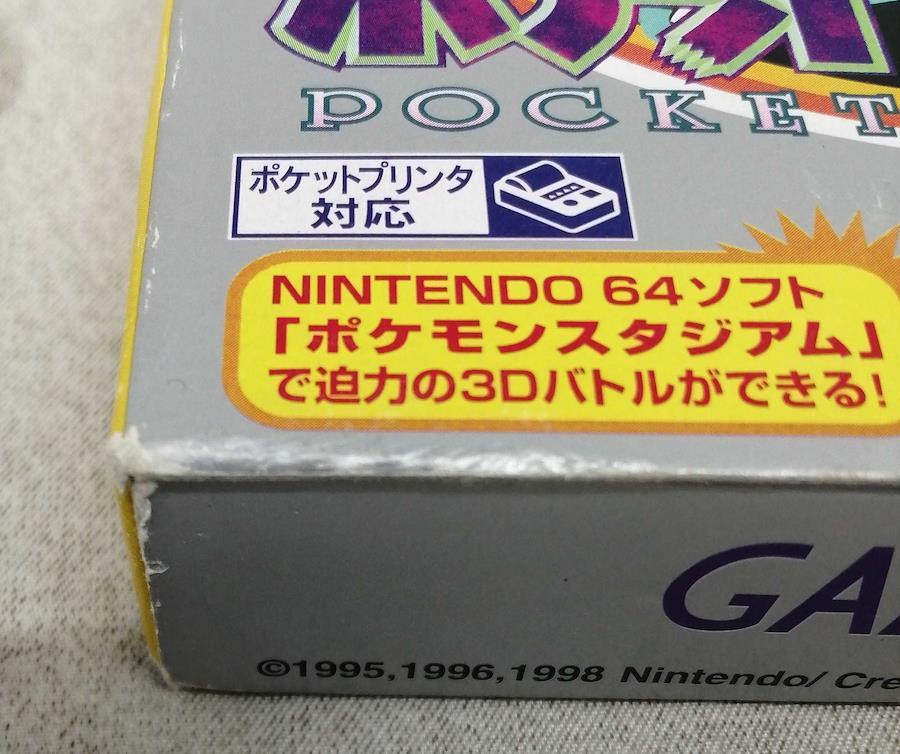 POCKET
ポケットプリンタ
対応
NINTENDO 64ソフト
「ポケモンスタジアム」
で迫力の3Dバトルができる!
©1995,1996,1998 Nintendo/